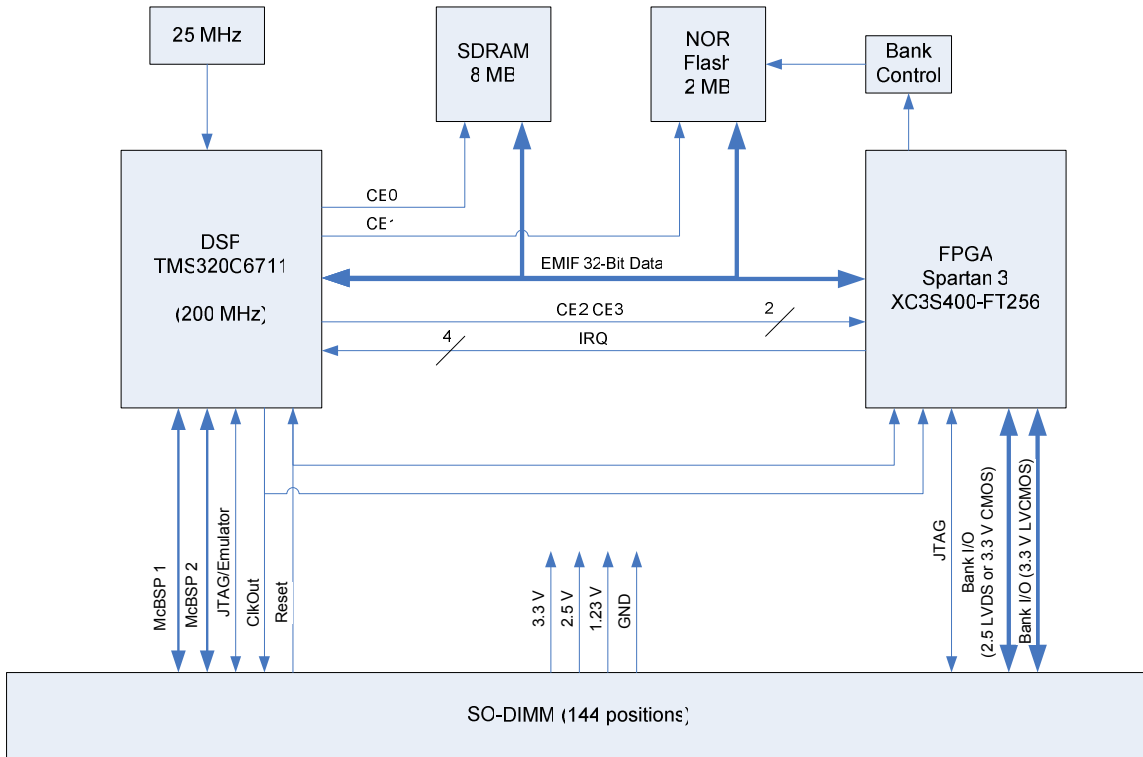 25 MHz
SDRAM
8 MB
NOR
Flash
2 MB
Bank
Control
CE0
CE1
DSP
TMS320C6711
(200 MHz)
EMIF 32-Bit Data
FPGA
Spartan 3
XC3S400-FT256
CE2 CE3
2
4
IRQ
McBSP 1
McBSP 2
JTAG/Emulator
ClkOut
Reset
3.3 V
2.5 V
1.23 V
GND
JTAG
Bank I/O
(2.5 LVDS or 3.3 V CMOS)
Bank I/O (3.3 V LVCMOS)
SO-DIMM (144 positions)